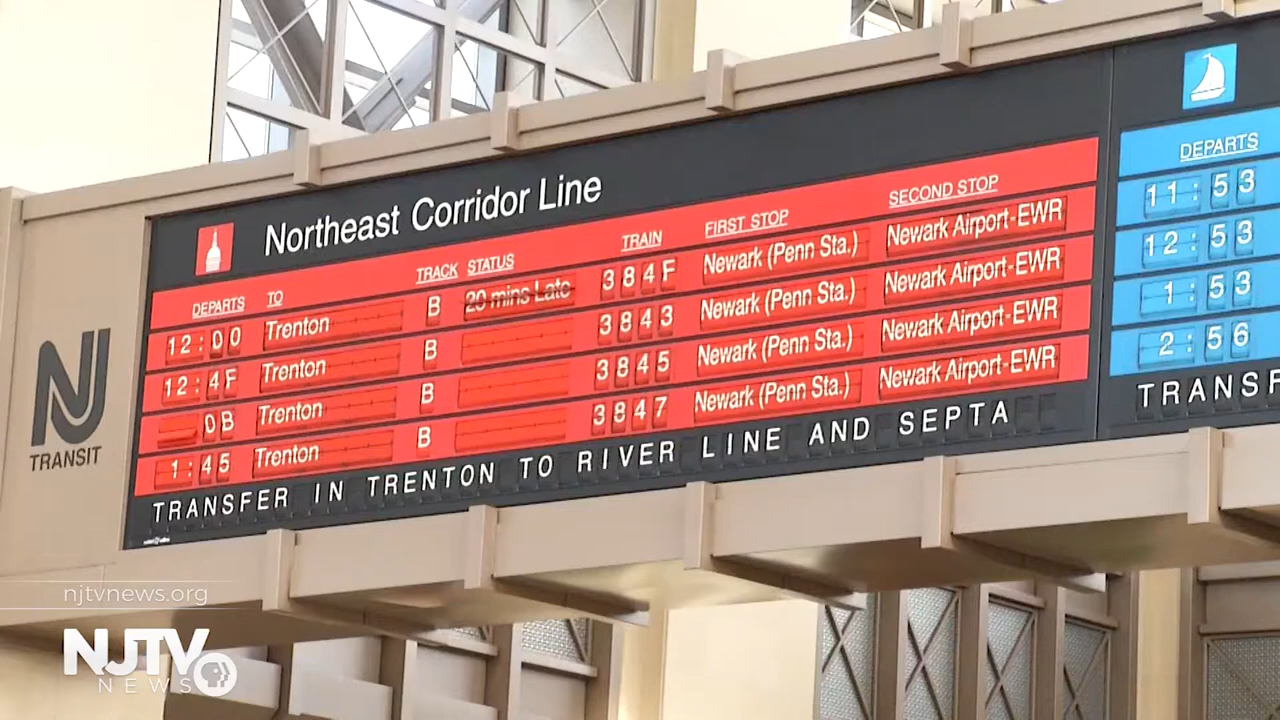 Northeast Corridor Line
DEPARTS TO TRACK STATUS TRAIN FIRST STOP SECOND STOP
12:00 Trenton B 20 mins Late 384F Newark (Penn Sta.) Newark Airport-EWR
12:4F Trenton B 3843 Newark (Penn Sta.) Newark Airport-EWR
0B Trenton B 3845 Newark (Penn Sta.) Newark Airport-EWR
1:45 Trenton B 3847 Newark (Penn Sta.) Newark Airport-EWR
TRANSFER IN TRENTON TO RIVER LINE AND SEPTA
DEPARTS
11:53
12:53
1:53
2:56
TRANSF
NJ
TRANSIT
njtvnews.org
NJTV
NEWS
PBS